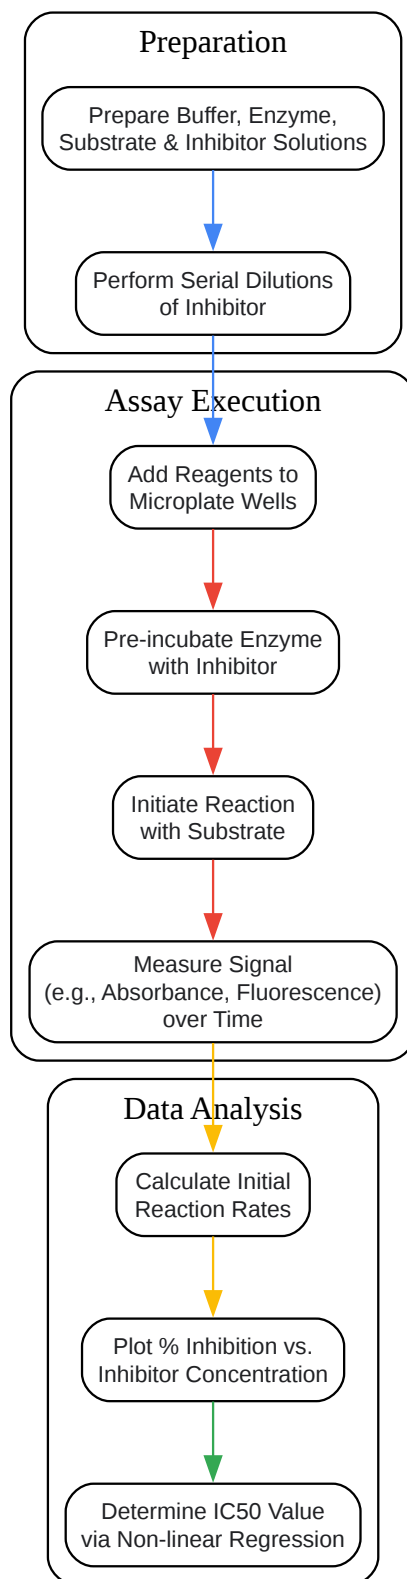 Preparation
Prepare Buffer, Enzyme,
Substrate & Inhibitor Solutions
Perform Serial Dilutions
of Inhibitor
Assay Execution
Add Reagents to
Microplate Wells
Pre-incubate Enzyme
with Inhibitor
Initiate Reaction
with Substrate
Measure Signal
(e.g., Absorbance, Fluorescence)
over Time
Data Analysis
Calculate Initial
Reaction Rates
Plot % Inhibition vs.
Inhibitor Concentration
Determine IC50 Value
via Non-linear Regression